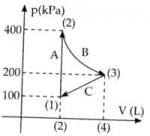 p(kPa)
400 (2)
B
A
200 (3)
C
100
(1) V (L)
(2) (4)